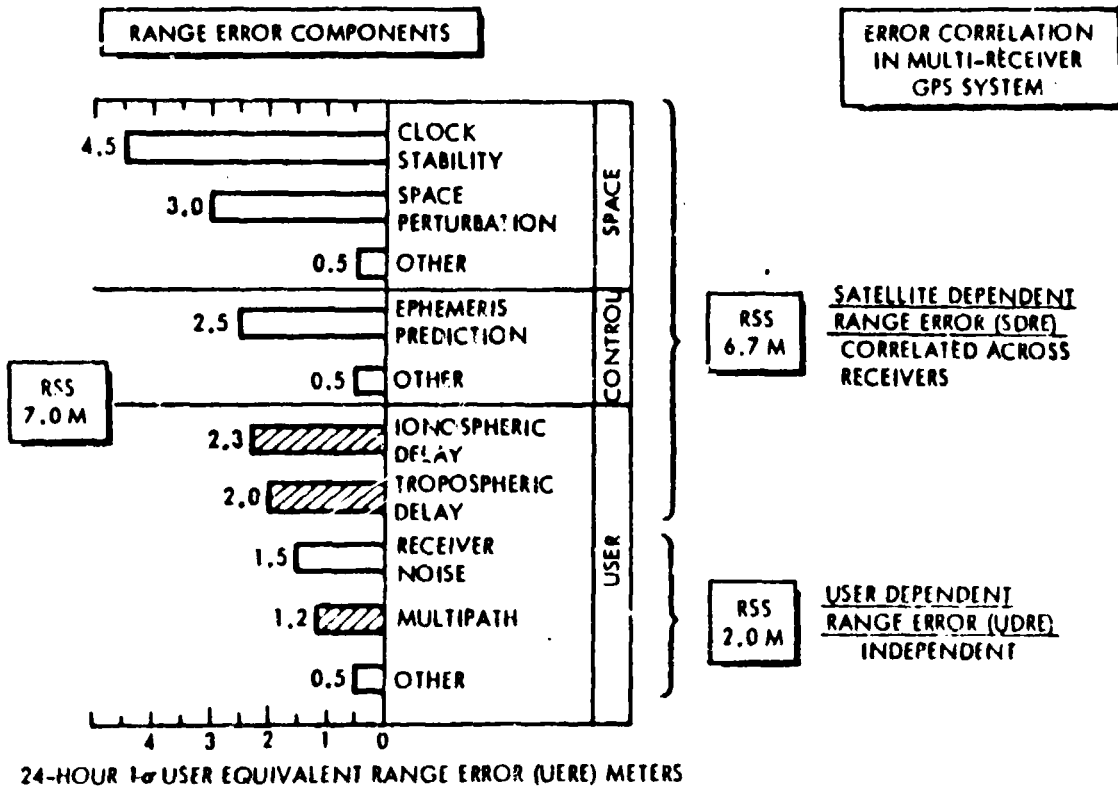 RANGE ERROR COMPONENTS
ERROR CORRELATION
IN MULTI-RECEIVER
GPS SYSTEM
4.5
CLOCK
STABILITY
3.0
SPACE
PERTURBATION
0.5
OTHER
SPACE
2.5
EPHEMERIS
PREDICTION
0.5
OTHER
CONTROL
RSS
7.0 M
2.3
IONOSPHERIC
DELAY
2.0
TROPOSPHERIC
DELAY
1.5
RECEIVER
NOISE
1.2
MULTIPATH
0.5
OTHER
USER
RSS
6.7 M
SATELLITE DEPENDENT
RANGE ERROR (SDRE)
CORRELATED ACROSS
RECEIVERS
RSS
2.0 M
USER DEPENDENT
RANGE ERROR (UDRE)
INDEPENDENT
4 3 2 1 0
24-HOUR 1-σ USER EQUIVALENT RANGE ERROR (UERE) METERS